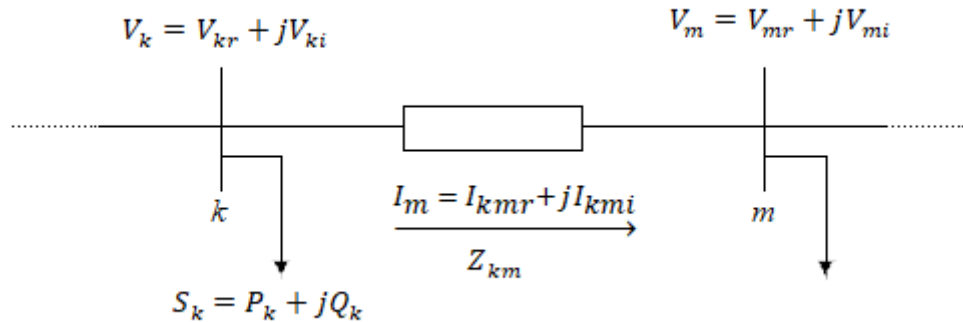 V_k = V_kr + jV_ki
V_m = V_mr + jV_mi
k
I_m = I_kmr+jI_kmi
m
Z_km
S_k = P_k + jQ_k